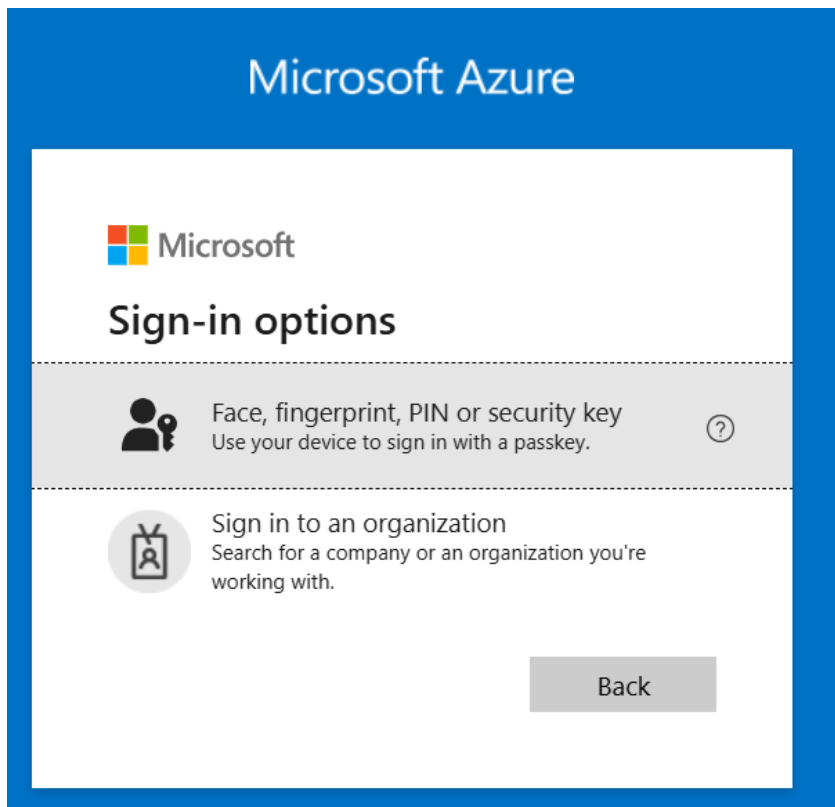 Microsoft Azure
Microsoft
Sign-in options
Face, fingerprint, PIN or security key
Use your device to sign in with a passkey.
?
Sign in to an organization
Search for a company or an organization you're
working with.
Back